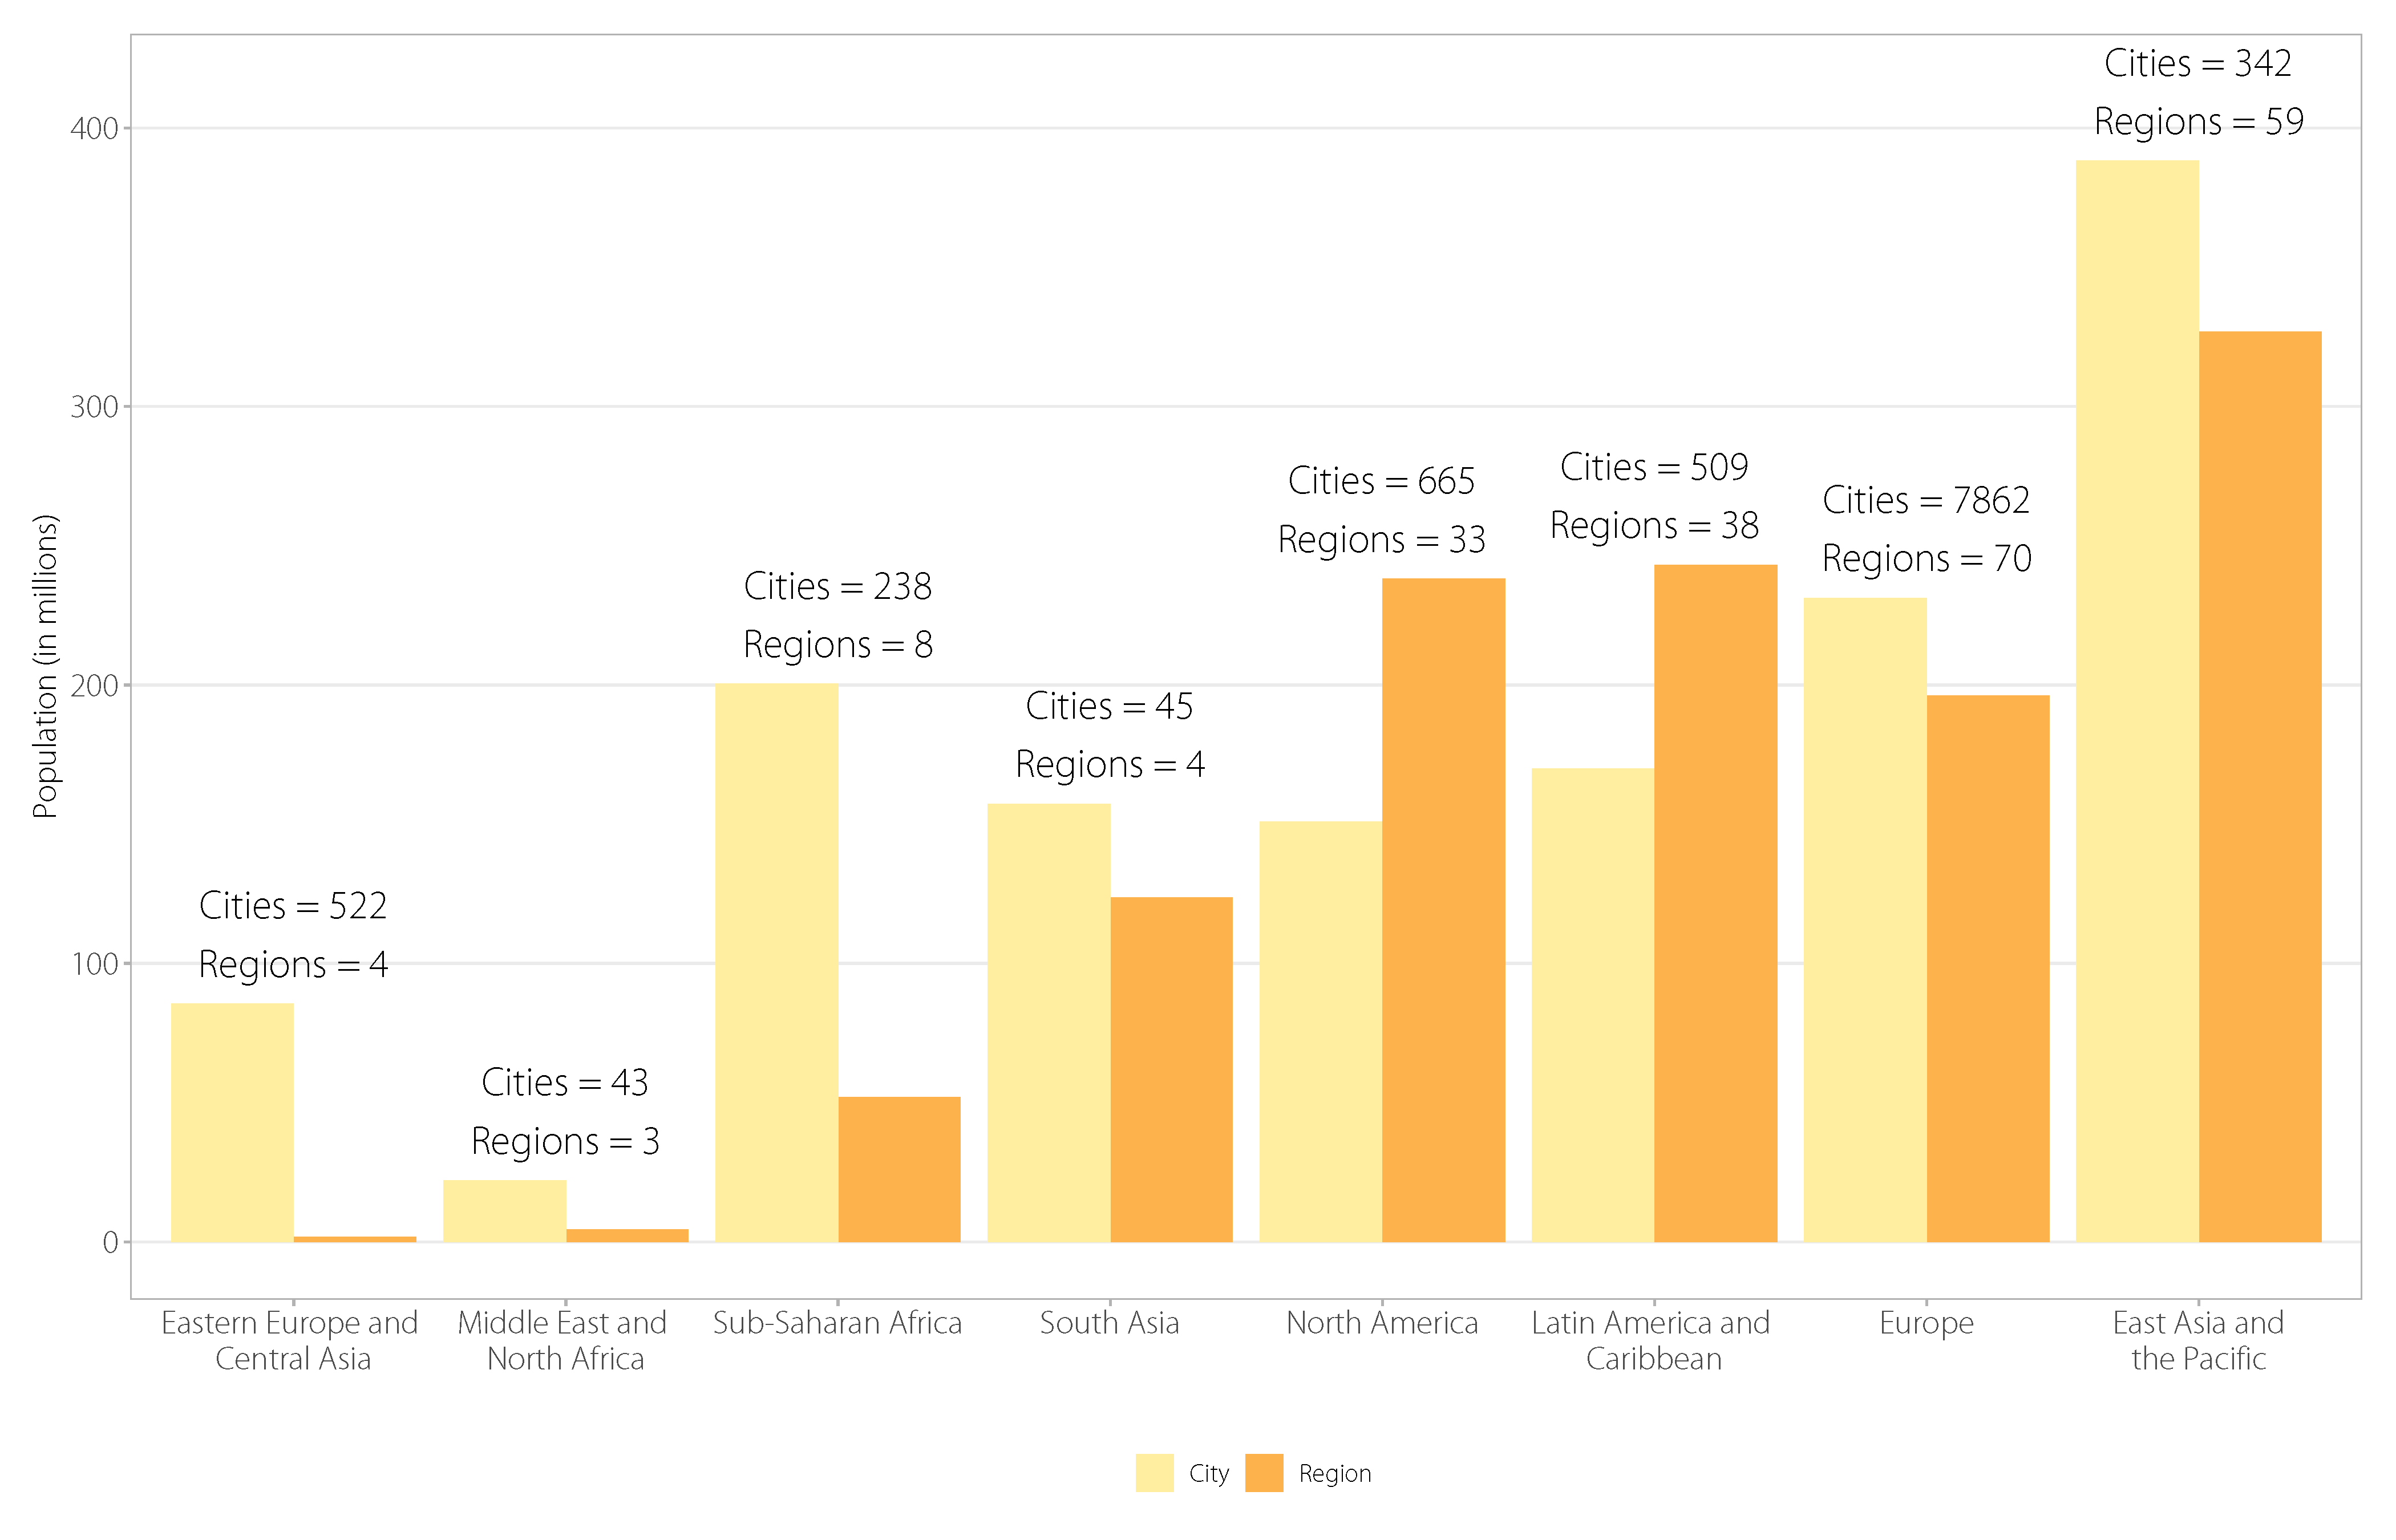 Cities = 342
Regions = 59
400
300
Cities = 665
Regions = 33
Cities = 509
Regions = 38
Cities = 7862
Regions = 70
Cities = 238
Regions = 8
200
Cities = 45
Regions = 4
Population (in millions)
Cities = 522
Regions = 4
100
Cities = 43
Regions = 3
0
Eastern Europe and
Central Asia
Middle East and
North Africa
Sub-Saharan Africa
South Asia
North America
Latin America and
Caribbean
Europe
East Asia and
the Pacific
City
Region